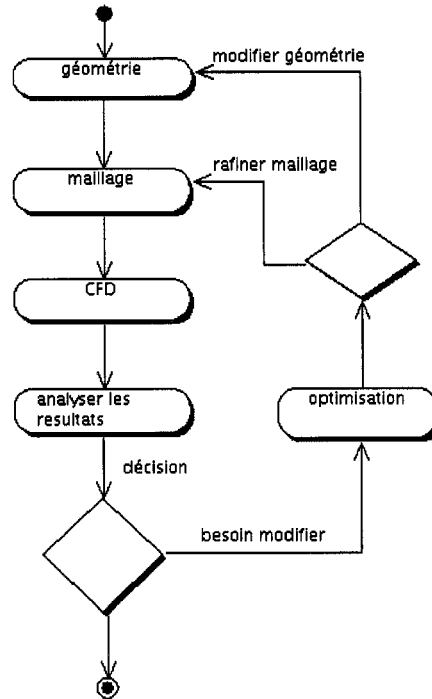 géométrie
modifier géométrie
rafiner maillage
maillage
CFD
analyser les
resultats
optimisation
décision
besoin modifier